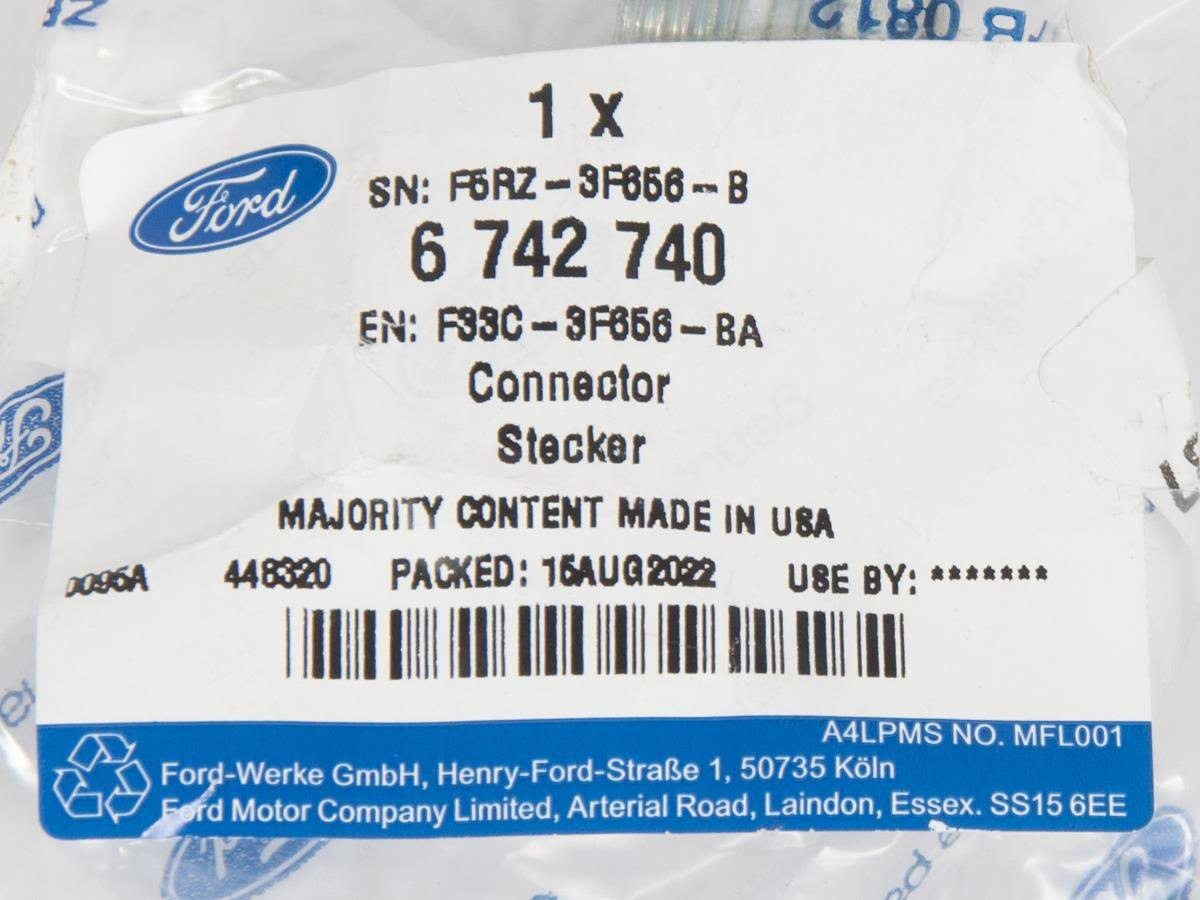 B 0812
1 x
Ford
SN: F5RZ-3F656-B
6 742 740
EN: F33C-3F656-BA
Connector
Stecker
MAJORITY CONTENT MADE IN USA
0095A 448320 PACKED: 15AUG2022 USE BY: *******
A4LPMS NO. MFL001
Ford-Werke GmbH, Henry-Ford-Straße 1, 50735 Köln
Ford Motor Company Limited, Arterial Road, Laindon, Essex. SS15 6EE